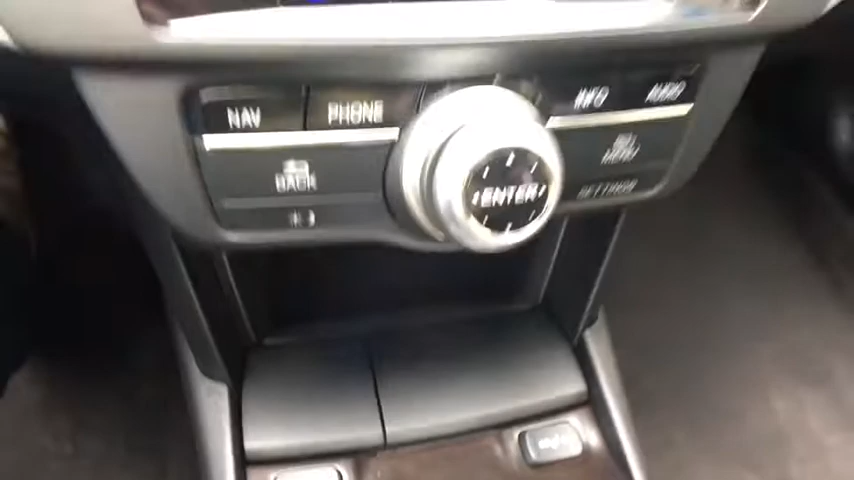 NAV
PHONE
INFO
AUDIO
BACK
MENU
ENTER
SETTINGS